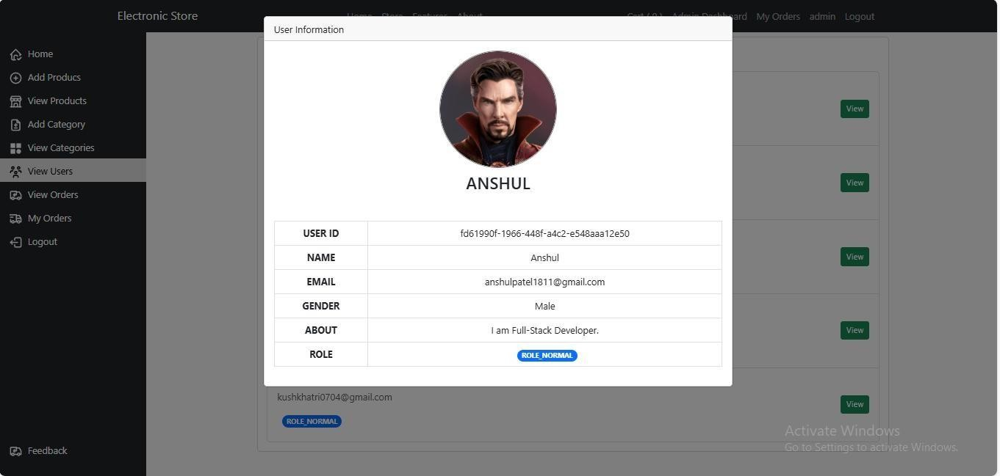 Electronic Store
Home Store Features About
Cart ( 0 ) Admin Dashboard My Orders admin Logout
User Information
Home
Add Producs
View Products
Add Category
View Categories
View Users
View Orders
My Orders
Logout
Feedback
ANSHUL
USER ID fd61990f-1966-448f-a4c2-e548aaa12e50
NAME Anshul
EMAIL anshulpatel1811@gmail.com
GENDER Male
ABOUT I am Full-Stack Developer.
ROLE ROLE_NORMAL
View
View
View
View
kushkhatri0704@gmail.com
View
ROLE_NORMAL
Activate Windows
Go to Settings to activate Windows.